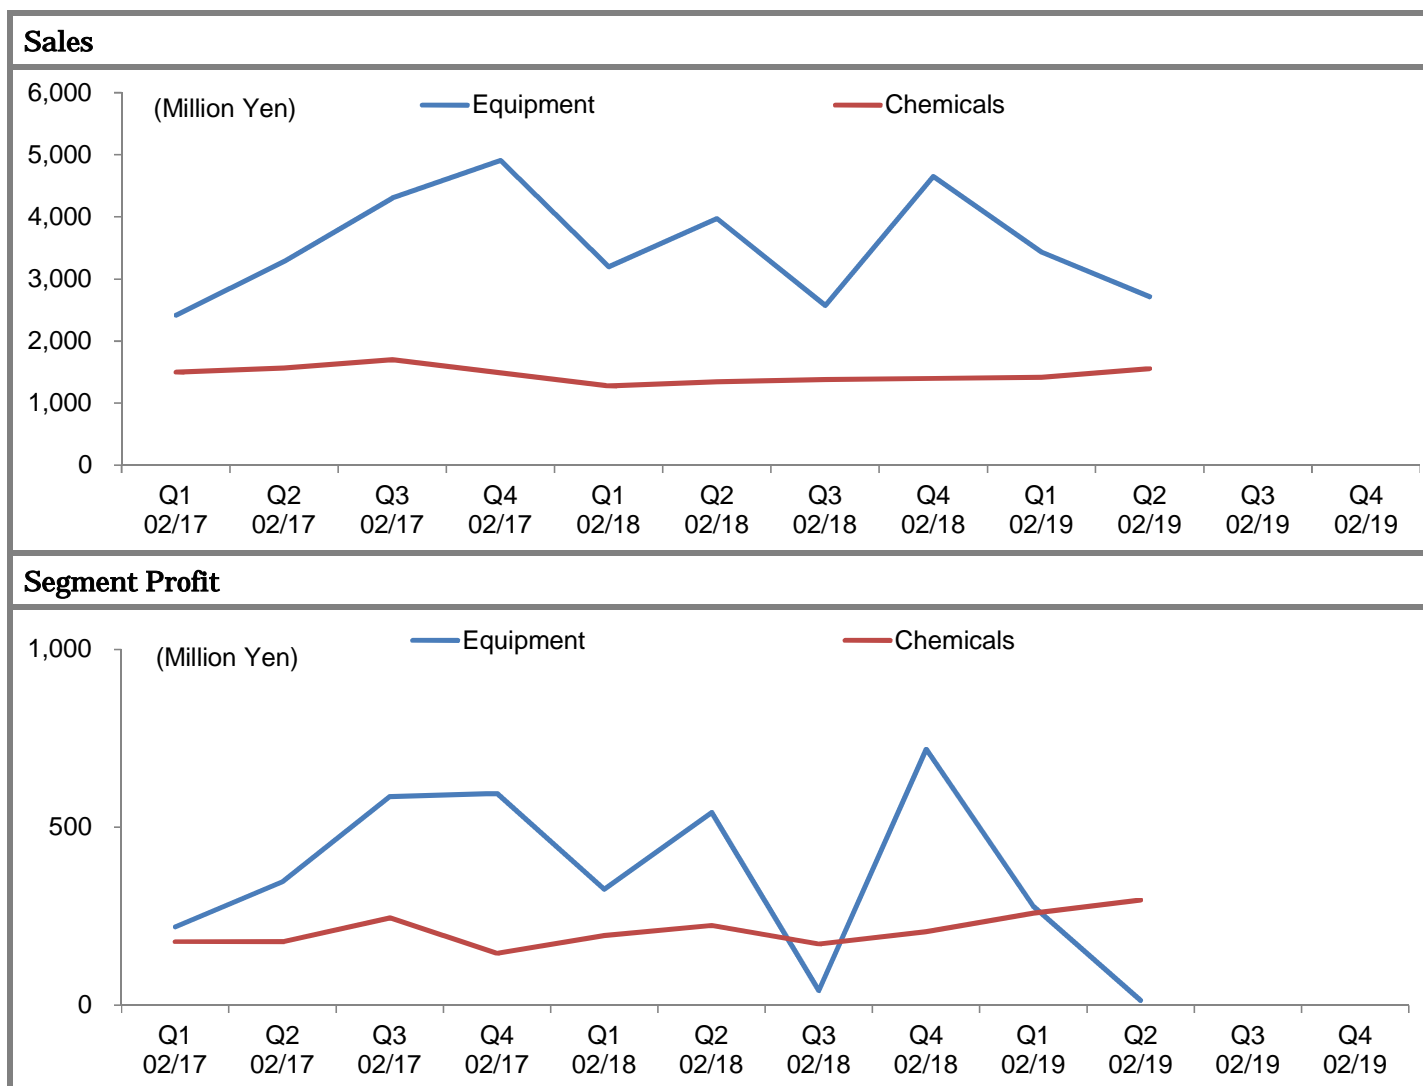 Sales
6,000
(Million Yen) Equipment Chemicals
5,000
4,000
3,000
2,000
1,000
0
Q1 Q2 Q3 Q4 Q1 Q2 Q3 Q4 Q1 Q2 Q3 Q4
02/17 02/17 02/17 02/17 02/18 02/18 02/18 02/18 02/19 02/19 02/19 02/19
Segment Profit
1,000
(Million Yen) Equipment Chemicals
500
0
Q1 Q2 Q3 Q4 Q1 Q2 Q3 Q4 Q1 Q2 Q3 Q4
02/17 02/17 02/17 02/17 02/18 02/18 02/18 02/18 02/19 02/19 02/19 02/19